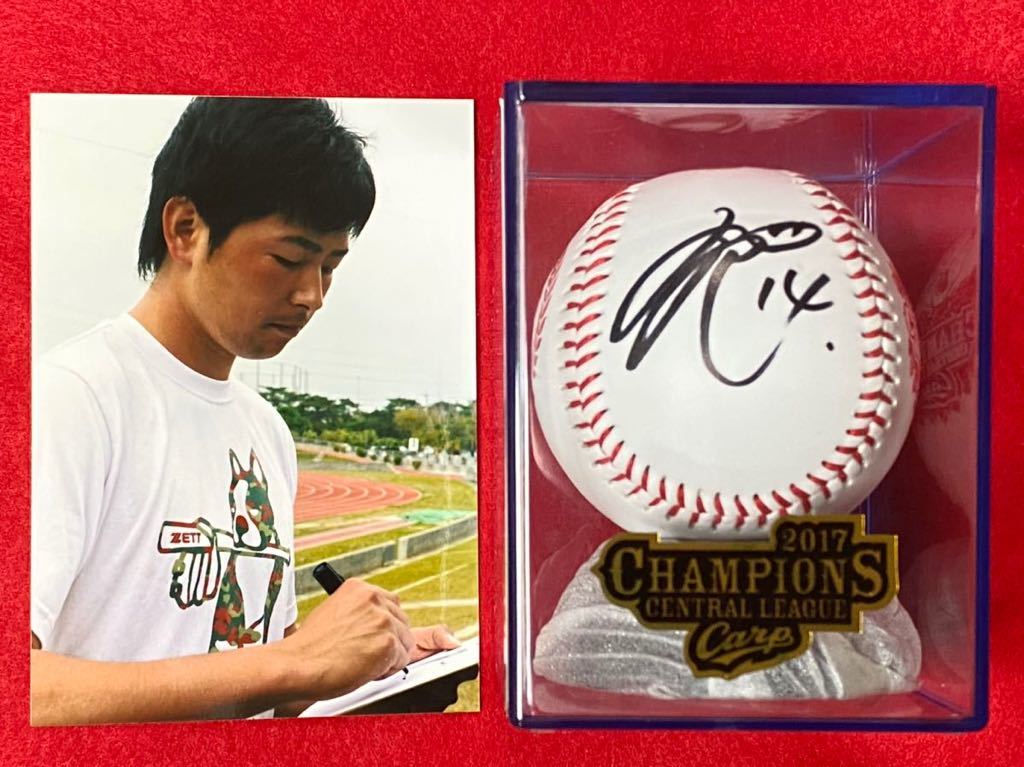 ZETT
14
2017
CHAMPIONS
CENTRAL LEAGUE
Carp